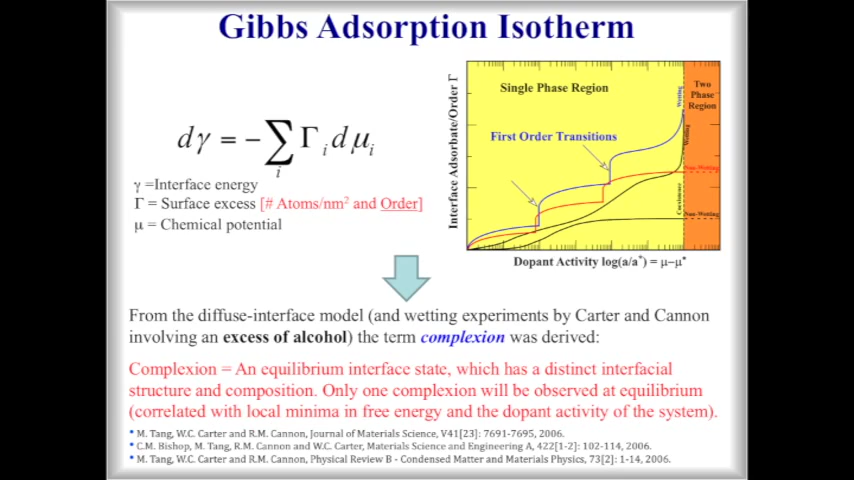 Gibbs Adsorption Isotherm
dγ = −∑ Γi dμi
i
γ =Interface energy
Γ = Surface excess [# Atoms/nm² and Order]
μ = Chemical potential
Interface Adsorbate/Order Γ
Single Phase Region
Two
Phase
Region
First Order Transitions
Wetting
Wetting
Non-Wetting
Coexistence
Non-Wetting
Dopant Activity log(a/a*) = μ−μ*
From the diffuse-interface model (and wetting experiments by Carter and Cannon
involving an excess of alcohol) the term complexion was derived:
Complexion = An equilibrium interface state, which has a distinct interfacial
structure and composition. Only one complexion will be observed at equilibrium
(correlated with local minima in free energy and the dopant activity of the system).
• M. Tang, W.C. Carter and R.M. Cannon, Journal of Materials Science, V41[23]: 7691-7695, 2006.
• C.M. Bishop, M. Tang, R.M. Cannon and W.C. Carter, Materials Science and Engineering A, 422[1-2]: 102-114, 2006.
• M. Tang, W.C. Carter and R.M. Cannon, Physical Review B - Condensed Matter and Materials Physics, 73[2]: 1-14, 2006.